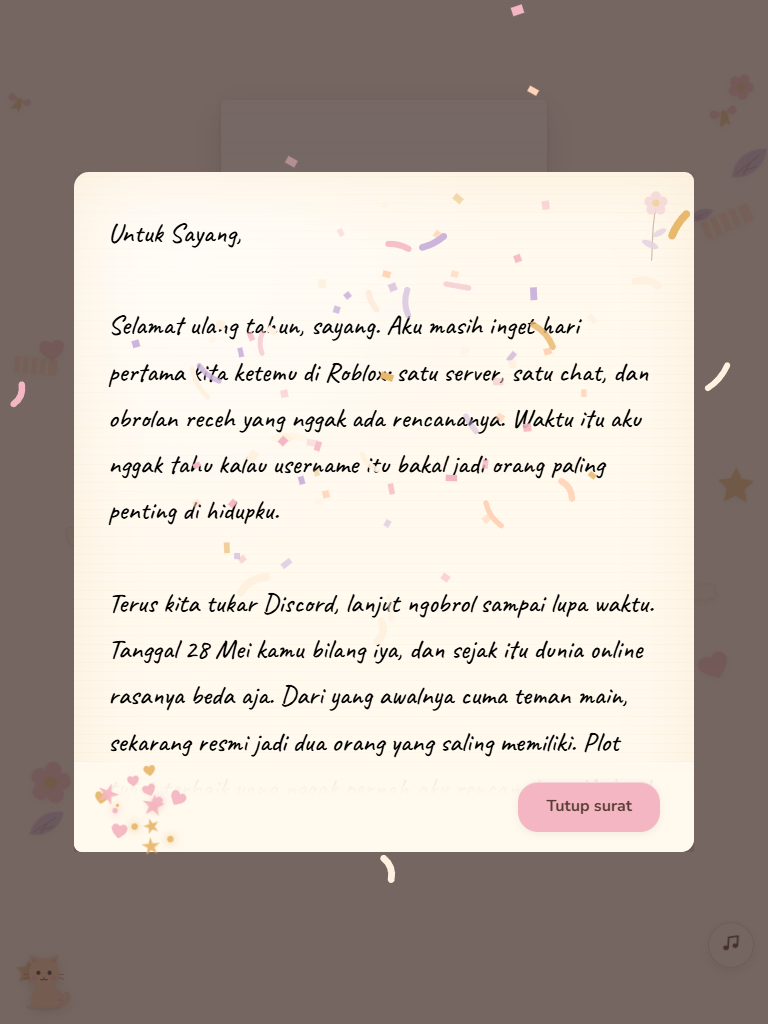 Untuk Sayang,
Selamat ulang tahun, sayang. Aku masih inget hari
pertama kita ketemu di Roblox satu server, satu chat, dan
obrolan receh yang nggak ada rencananya. Waktu itu aku
nggak tahu kalau username itu bakal jadi orang paling
penting di hidupku.
Terus kita tukar Discord, lanjut ngobrol sampai lupa waktu.
Tanggal 28 Mei kamu bilang iya, dan sejak itu dunia online
rasanya beda aja. Dari yang awalnya cuma teman main,
sekarang resmi jadi dua orang yang saling memiliki. Plot
Tutup surat